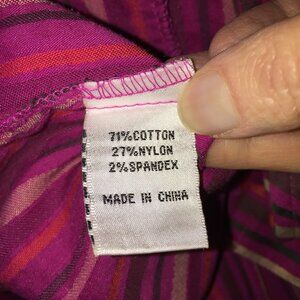 71%COTTON
27%NYLON
2%SPANDEX
MADE IN CHINA